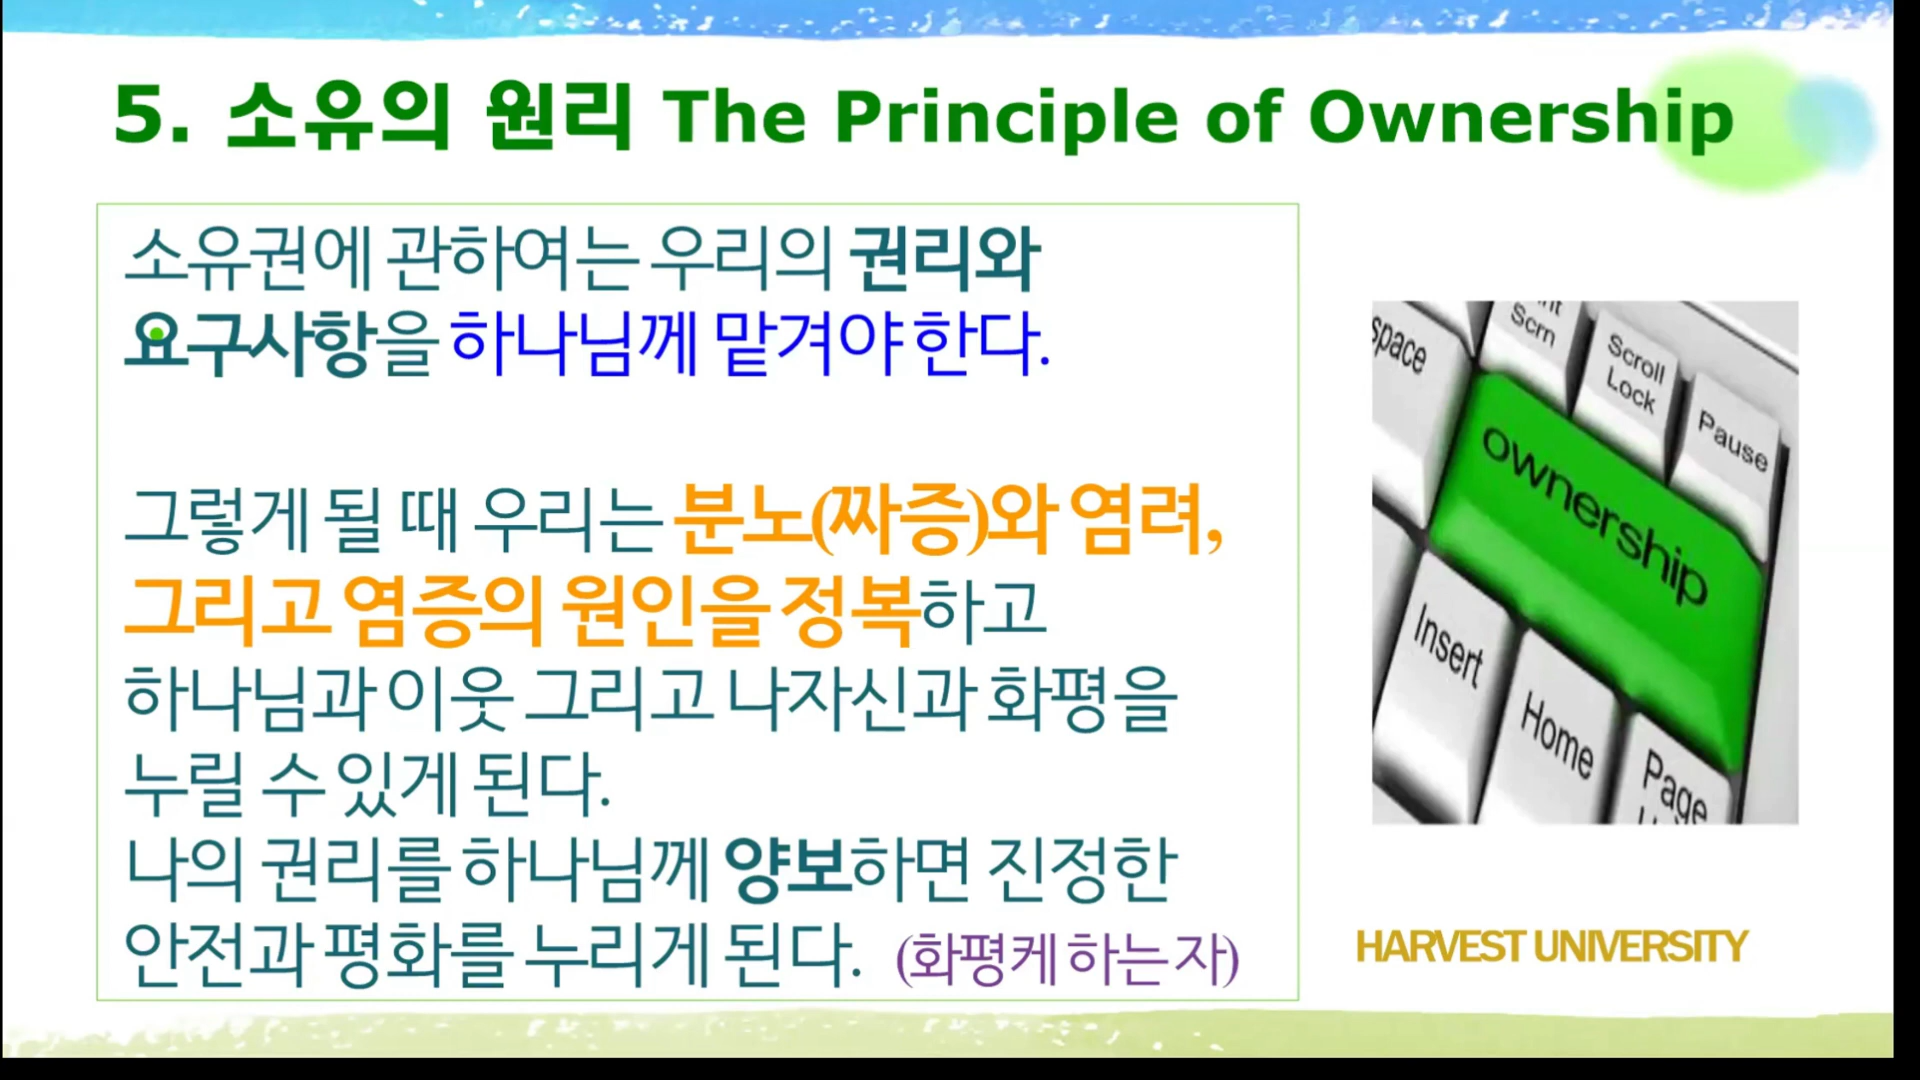 5. 소유의 원리 The Principle of Ownership
소유권에 관하여는 우리의 권리와
요구사항을 하나님께 맡겨야 한다.
그렇게 될 때 우리는 분노(짜증)와 염려,
그리고 염증의 원인을 정복하고
하나님과 이웃 그리고 나자신과 화평을
누릴 수 있게 된다.
나의 권리를 하나님께 양보하면 진정한
안전과 평화를 누리게 된다. (화평케 하는 자)
space
Scrn
Scroll
Lock
Pause
ownership
Insert
Home
Page
HARVEST UNIVERSITY